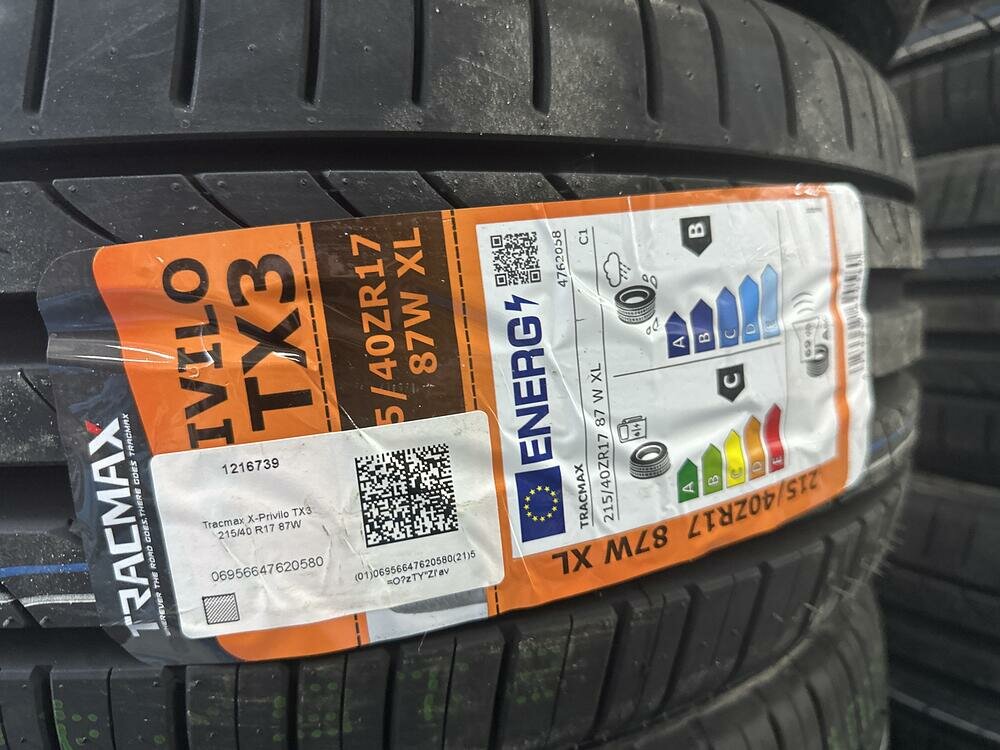 TRACMAX
WHEREVER THE ROAD GOES, THERE GOES TRACMAX
IVILO
TX3
5/40ZR17
87W XL
1216739
Tracmax X-Privilo TX3
215/40 R17 87W
06956647620580
(01)06956647620580(21)5
ENERG
4762058
C1
TRACMAX
215/40ZR17 87 W XL
B
A
B
C
D
E
C
A
B
C
D
E
215/40ZR17 87W XL